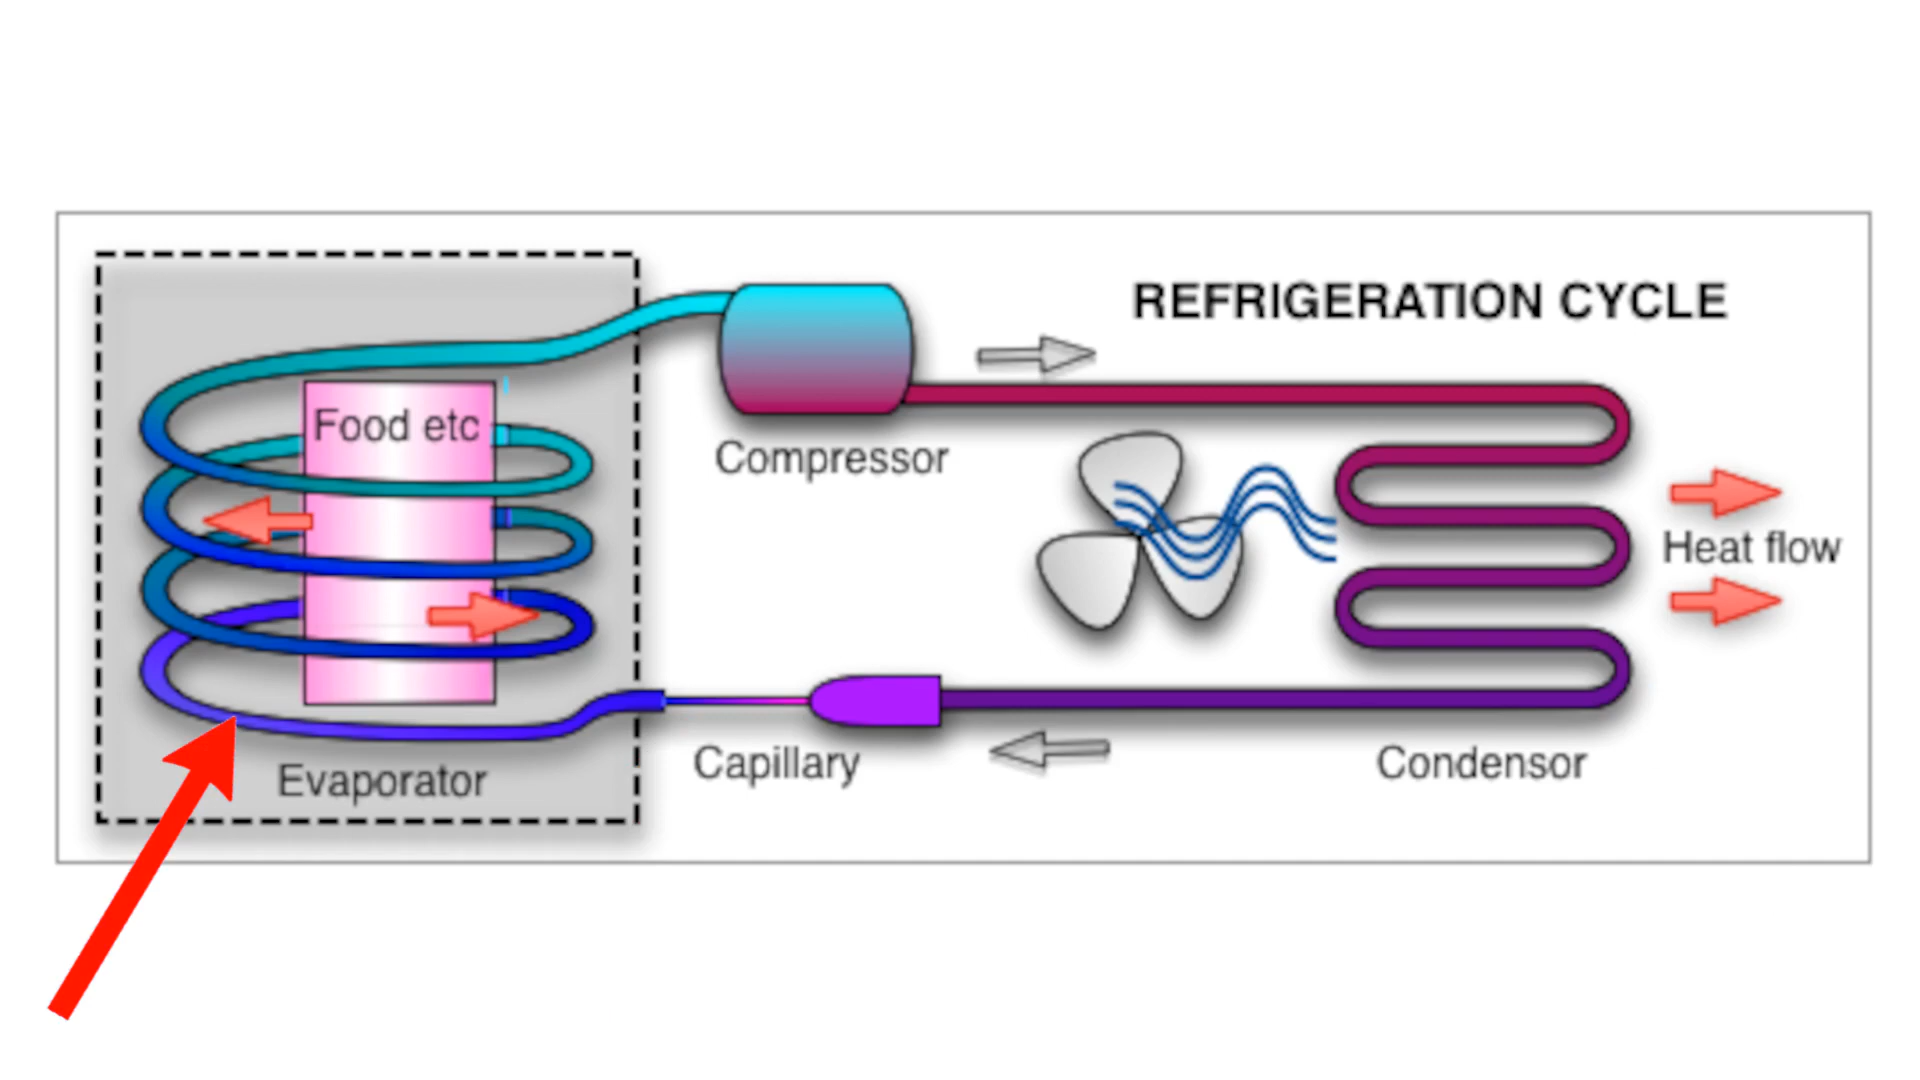 REFRIGERATION CYCLE
Food etc
Compressor
Heat flow
Evaporator
Capillary
Condensor